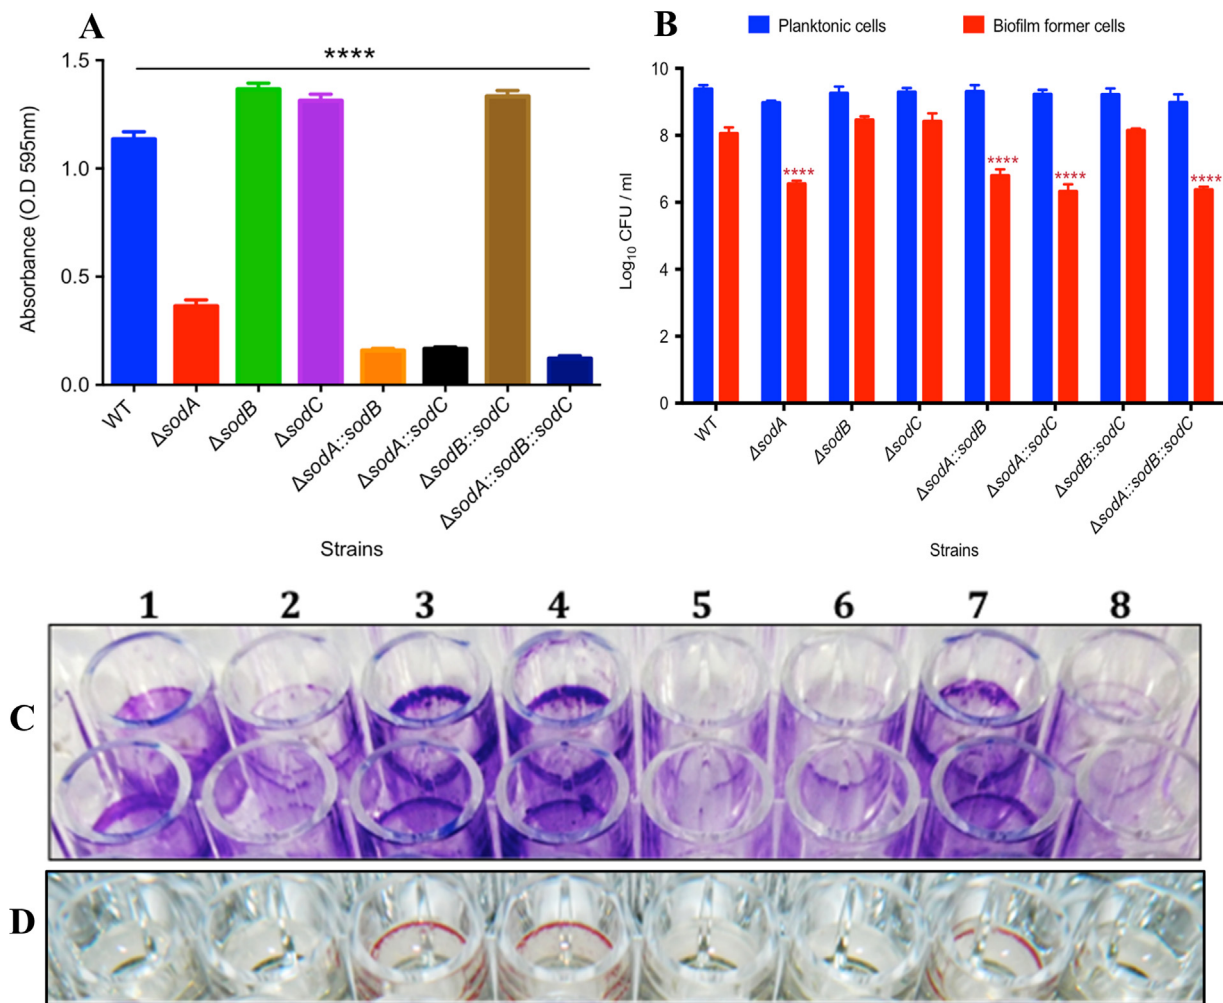 A
****
1.5
1.0
0.5
0.0
Absorbance (O.D 595nm)
WT
ΔsodA
ΔsodB
ΔsodC
ΔsodA::sodB
ΔsodA::sodC
ΔsodB::sodC
ΔsodA::sodB::sodC
Strains
B
Planktonic cells
Biofilm former cells
10
8
6
4
2
0
Log10 CFU / ml
****
****
****
****
WT
ΔsodA
ΔsodB
ΔsodC
ΔsodA::sodB
ΔsodA::sodC
ΔsodB::sodC
ΔsodA::sodB::sodC
Strains
1 2 3 4 5 6 7 8
C
D